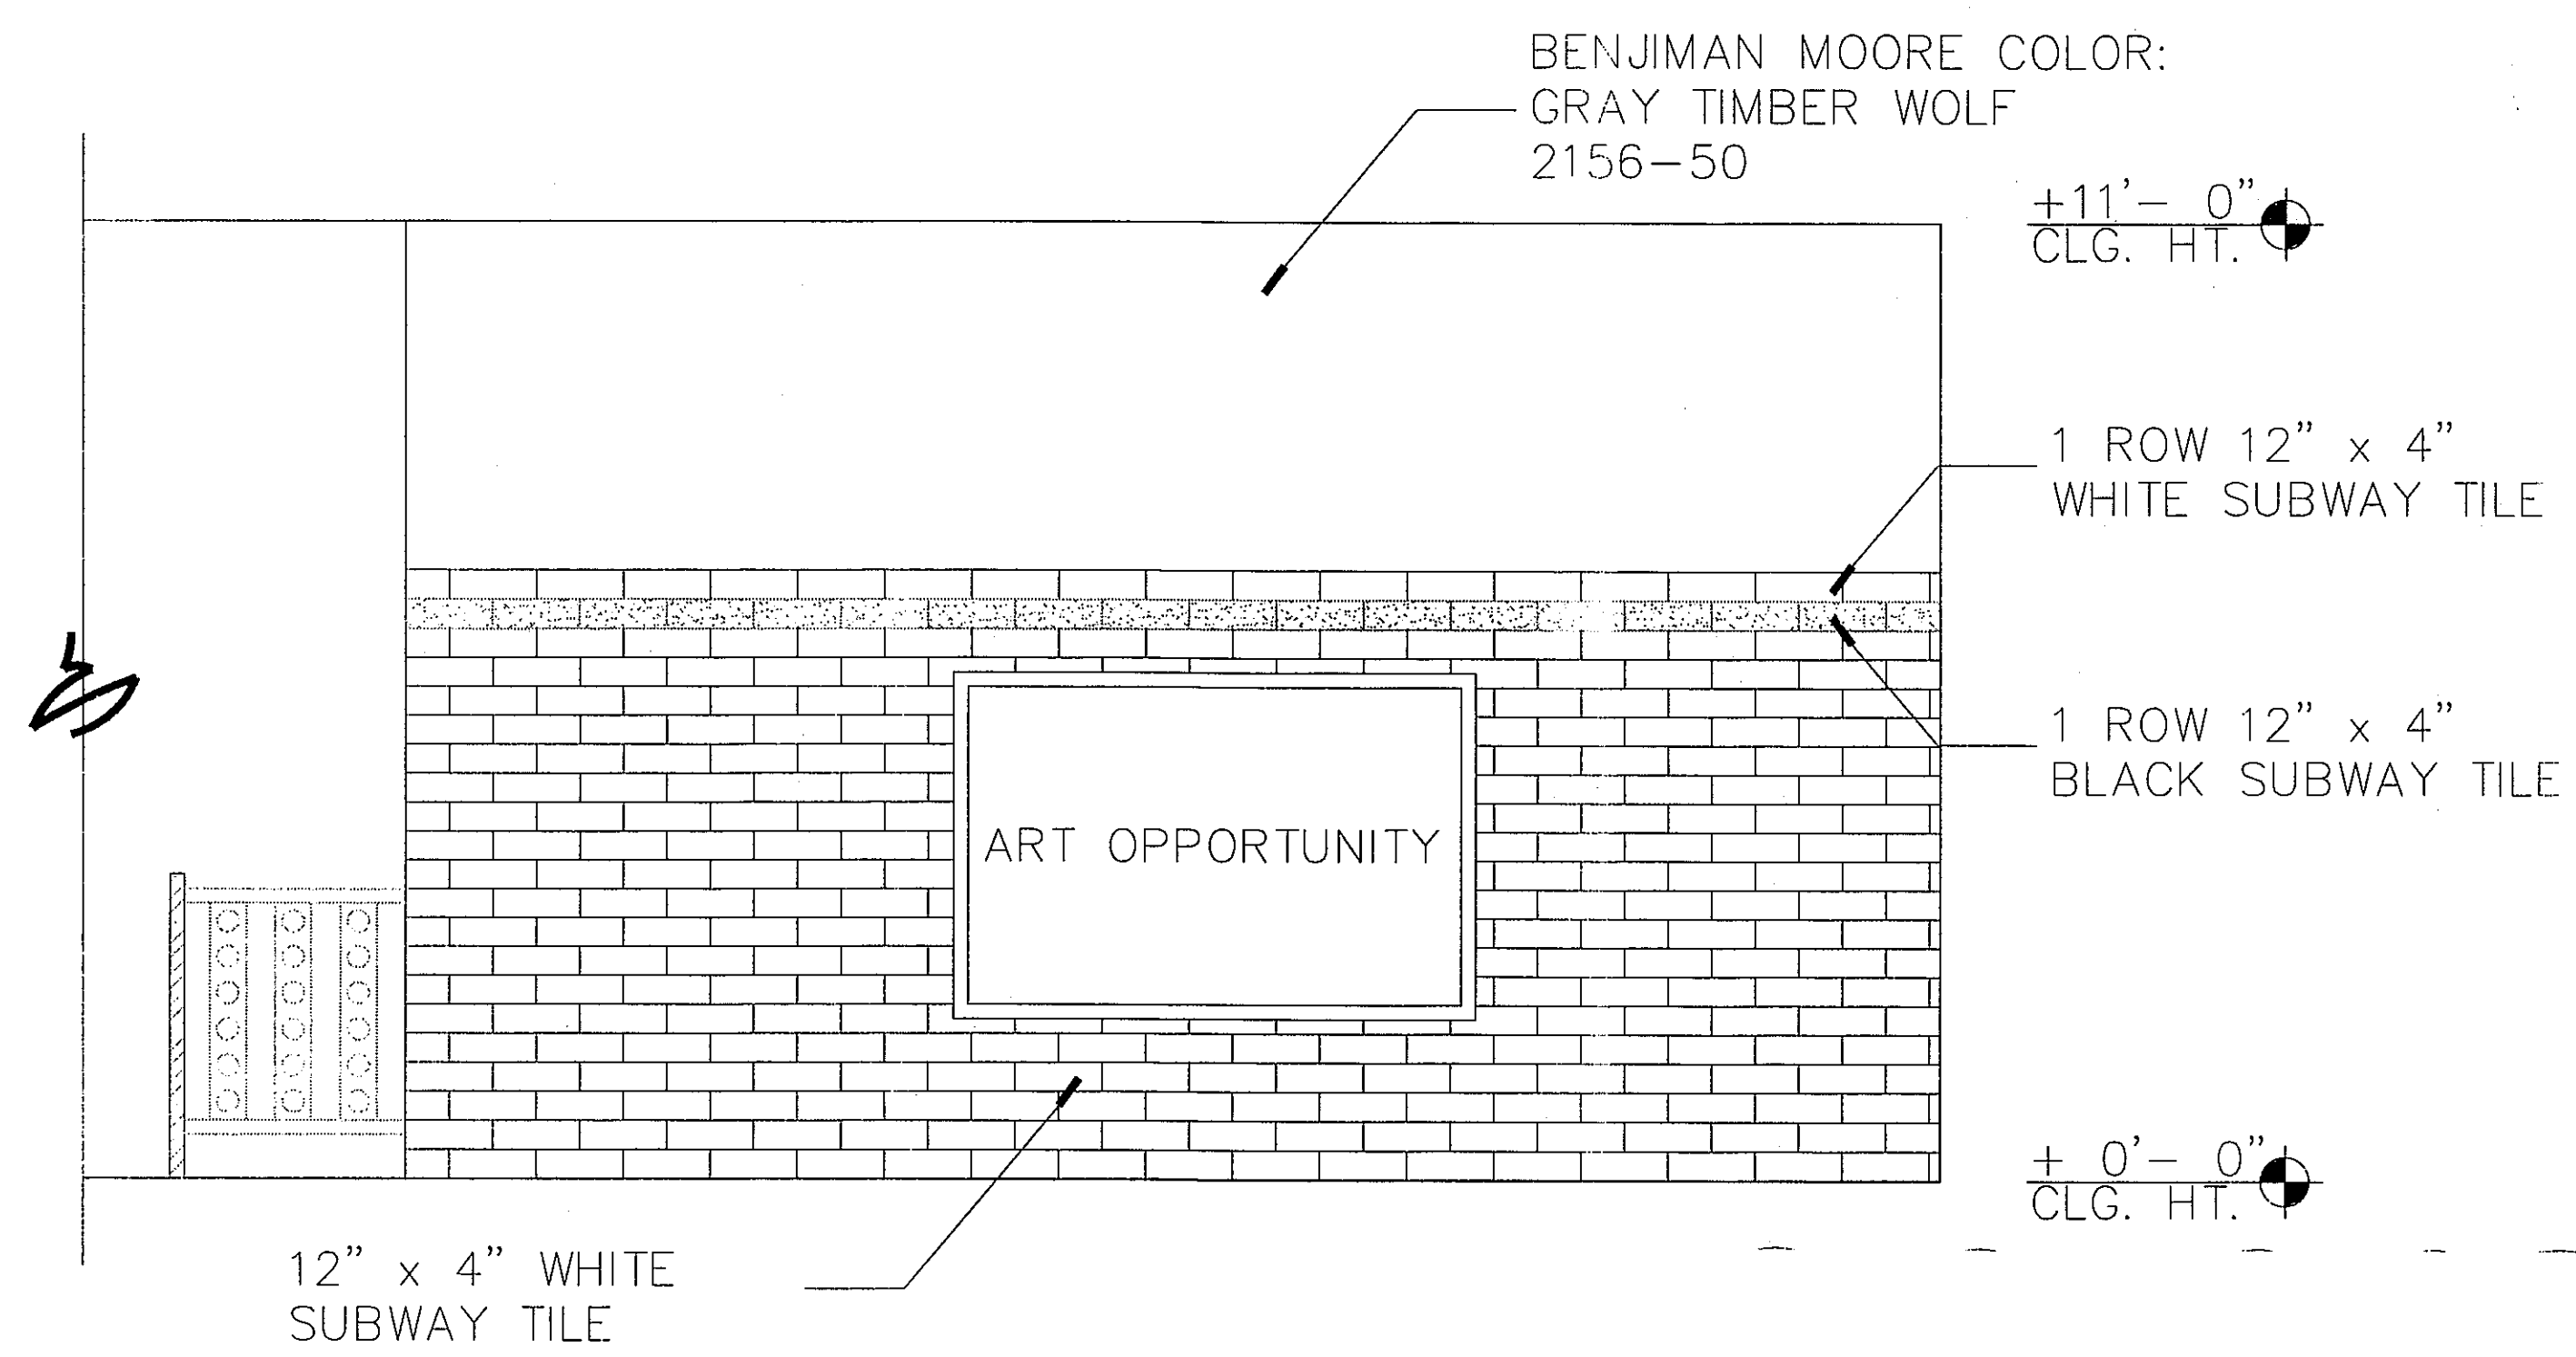 BENJIMAN MOORE COLOR:
GRAY TIMBER WOLF
2156-50
+11'- 0"
CLG. HT.
1 ROW 12" x 4"
WHITE SUBWAY TILE
1 ROW 12" x 4"
BLACK SUBWAY TILE
ART OPPORTUNITY
± 0'- 0"
CLG. HT.
12" x 4" WHITE
SUBWAY TILE